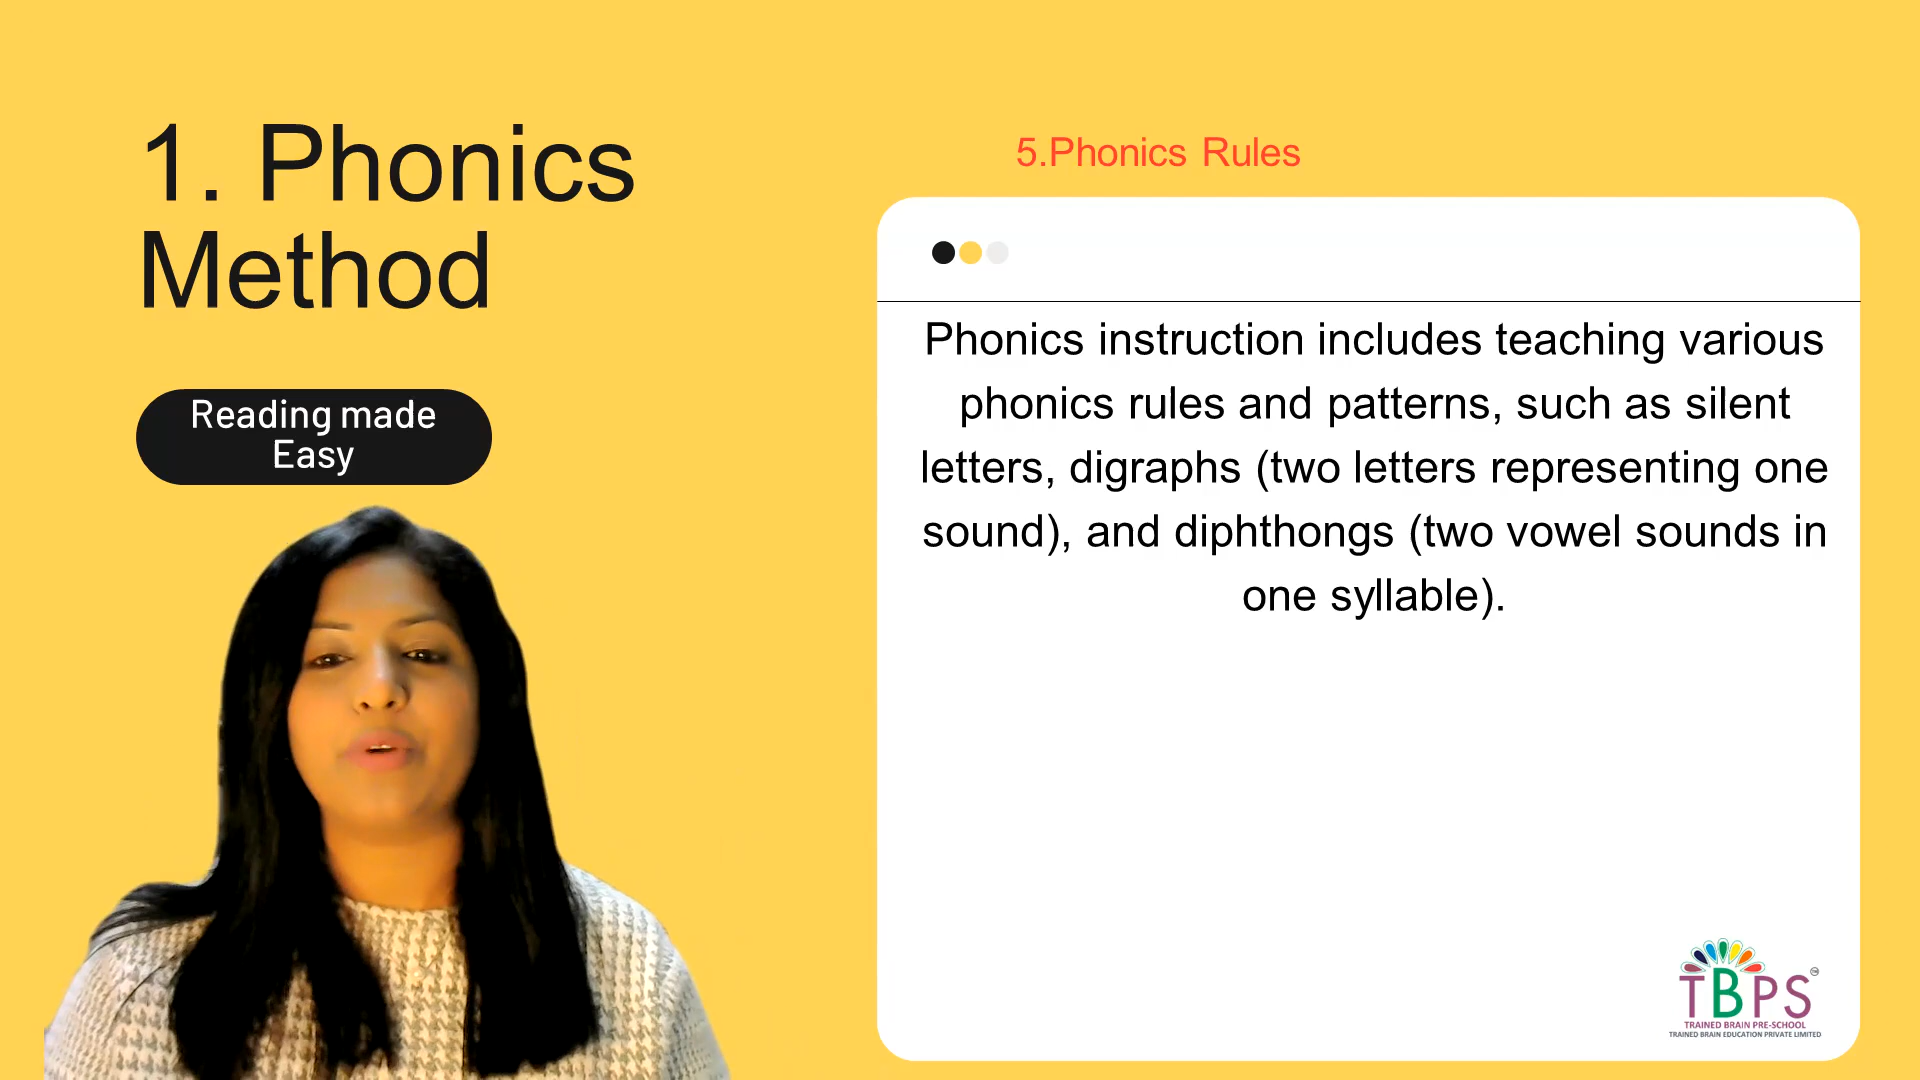 1. Phonics
Method
Reading made
Easy
5.Phonics Rules
Phonics instruction includes teaching various
phonics rules and patterns, such as silent
letters, digraphs (two letters representing one
sound), and diphthongs (two vowel sounds in
one syllable).
TBPS™
TRAINED BRAIN PRE-SCHOOL
TRAINED BRAIN EDUCATION PRIVATE LIMITED